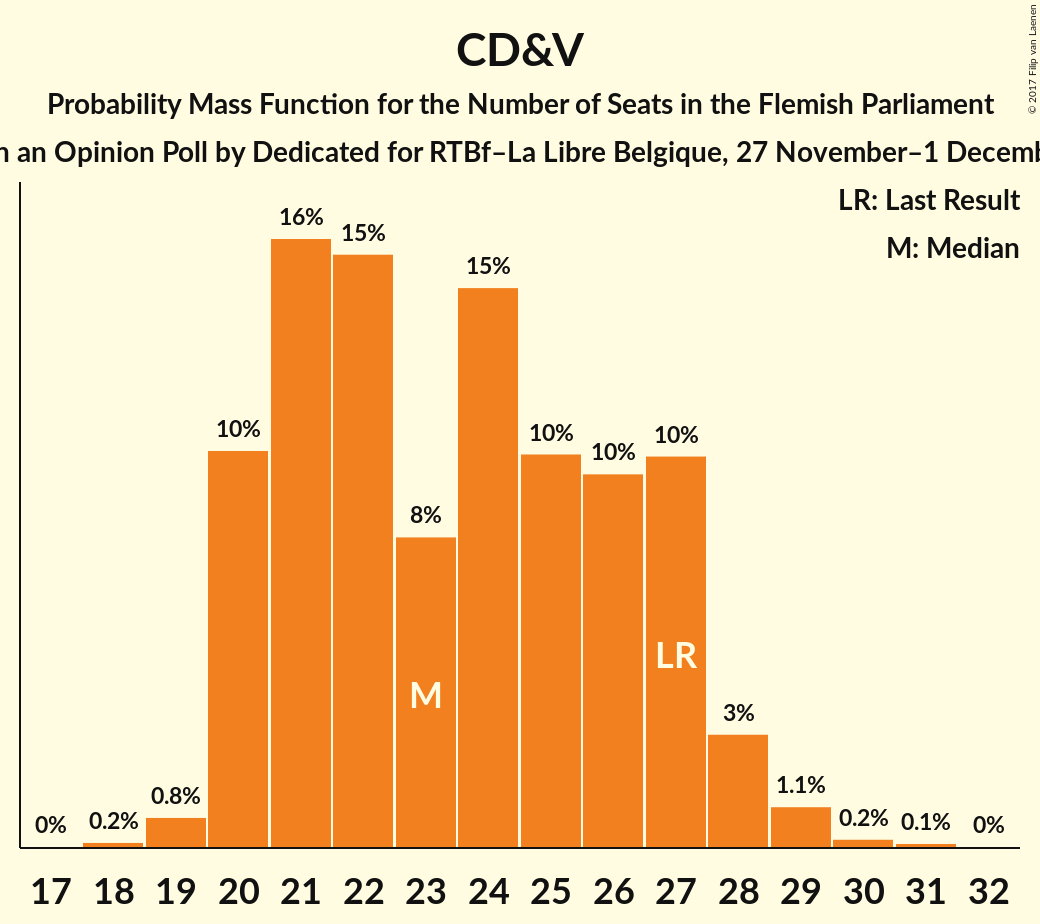 © 2017 Filip van Laenen
CD&V
Probability Mass Function for the Number of Seats in the Flemish Parliament
an Opinion Poll by Dedicated for RTBf–La Libre Belgique, 27 November–1
LR: Last Result
M: Median
0% 0.2% 0.8% 10% 16% 15% 8% 15% 10% 10% 10% 3% 1.1% 0.2% 0.1% 0%
M LR
17 18 19 20 21 22 23 24 25 26 27 28 29 30 31 32